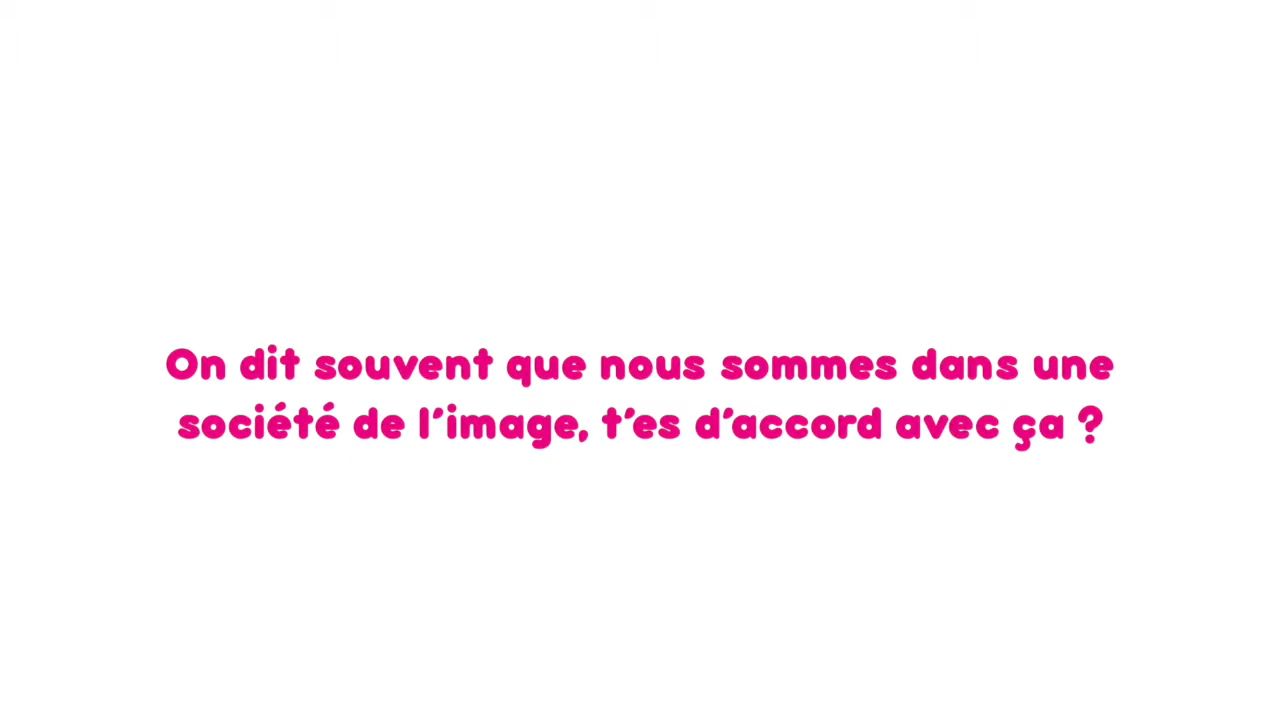 On dit souvent que nous sommes dans une
société de l'image, t'es d'accord avec ça ?